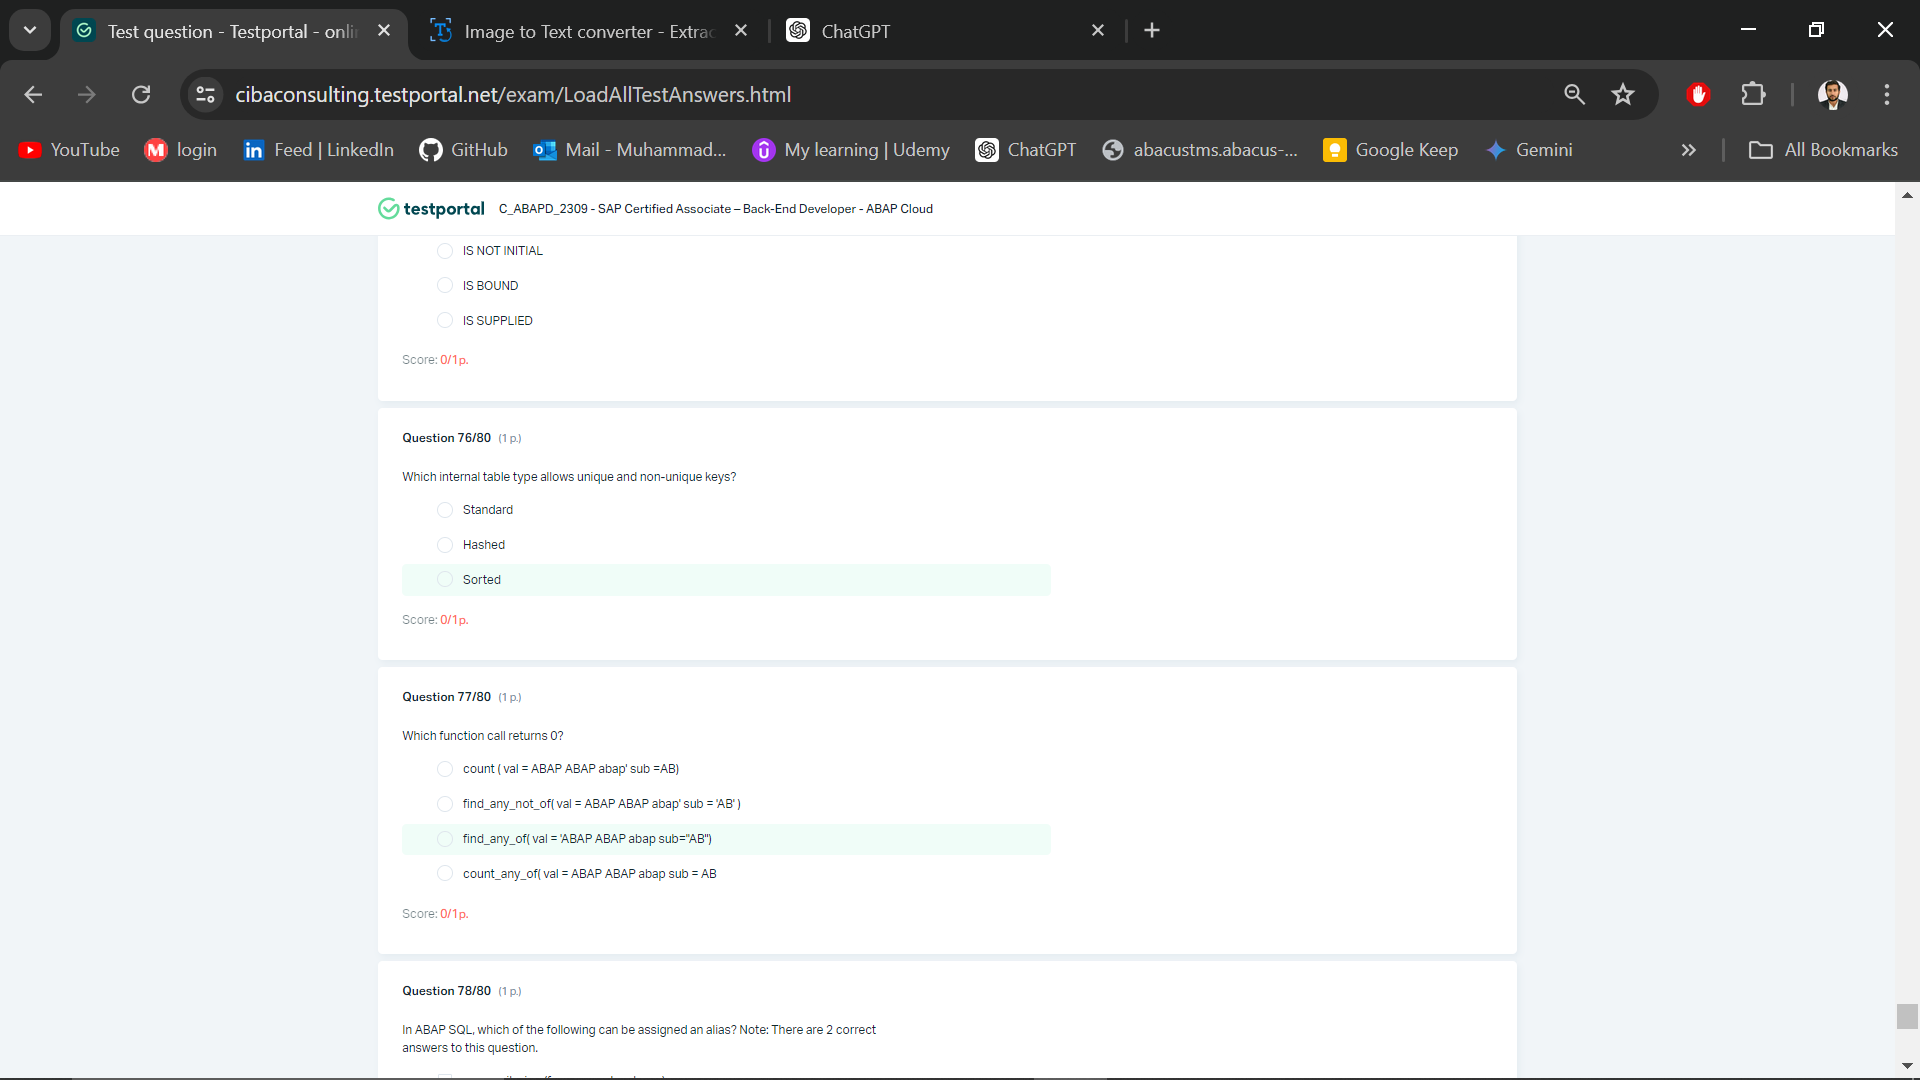 Test question - Testportal - onli
Image to Text converter - Extrac
ChatGPT
cibaconsulting.testportal.net/exam/LoadAllTestAnswers.html
YouTube
login
Feed | LinkedIn
GitHub
Mail - Muhammad...
My learning | Udemy
ChatGPT
abacustms.abacus-...
Google Keep
Gemini
All Bookmarks
testportal C_ABAPD_2309 - SAP Certified Associate – Back-End Developer - ABAP Cloud
IS NOT INITIAL
IS BOUND
IS SUPPLIED
Score: 0/1 p.
Question 76/80 (1 p.)
Which internal table type allows unique and non-unique keys?
Standard
Hashed
Sorted
Score: 0/1 p.
Question 77/80 (1 p.)
Which function call returns 0?
count ( val = ABAP ABAP abap' sub =AB)
find_any_not_of( val = ABAP ABAP abap' sub = 'AB' )
find_any_of( val = 'ABAP ABAP abap sub="AB")
count_any_of( val = ABAP ABAP abap sub = AB
Score: 0/1 p.
Question 78/80 (1 p.)
In ABAP SQL, which of the following can be assigned an alias? Note: There are 2 correct
answers to this question.